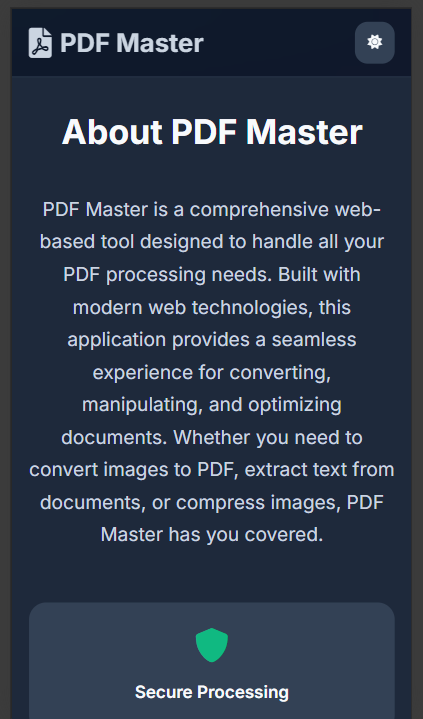 PDF Master
About PDF Master
PDF Master is a comprehensive web-
based tool designed to handle all your
PDF processing needs. Built with
modern web technologies, this
application provides a seamless
experience for converting,
manipulating, and optimizing
documents. Whether you need to
convert images to PDF, extract text from
documents, or compress images, PDF
Master has you covered.
Secure Processing